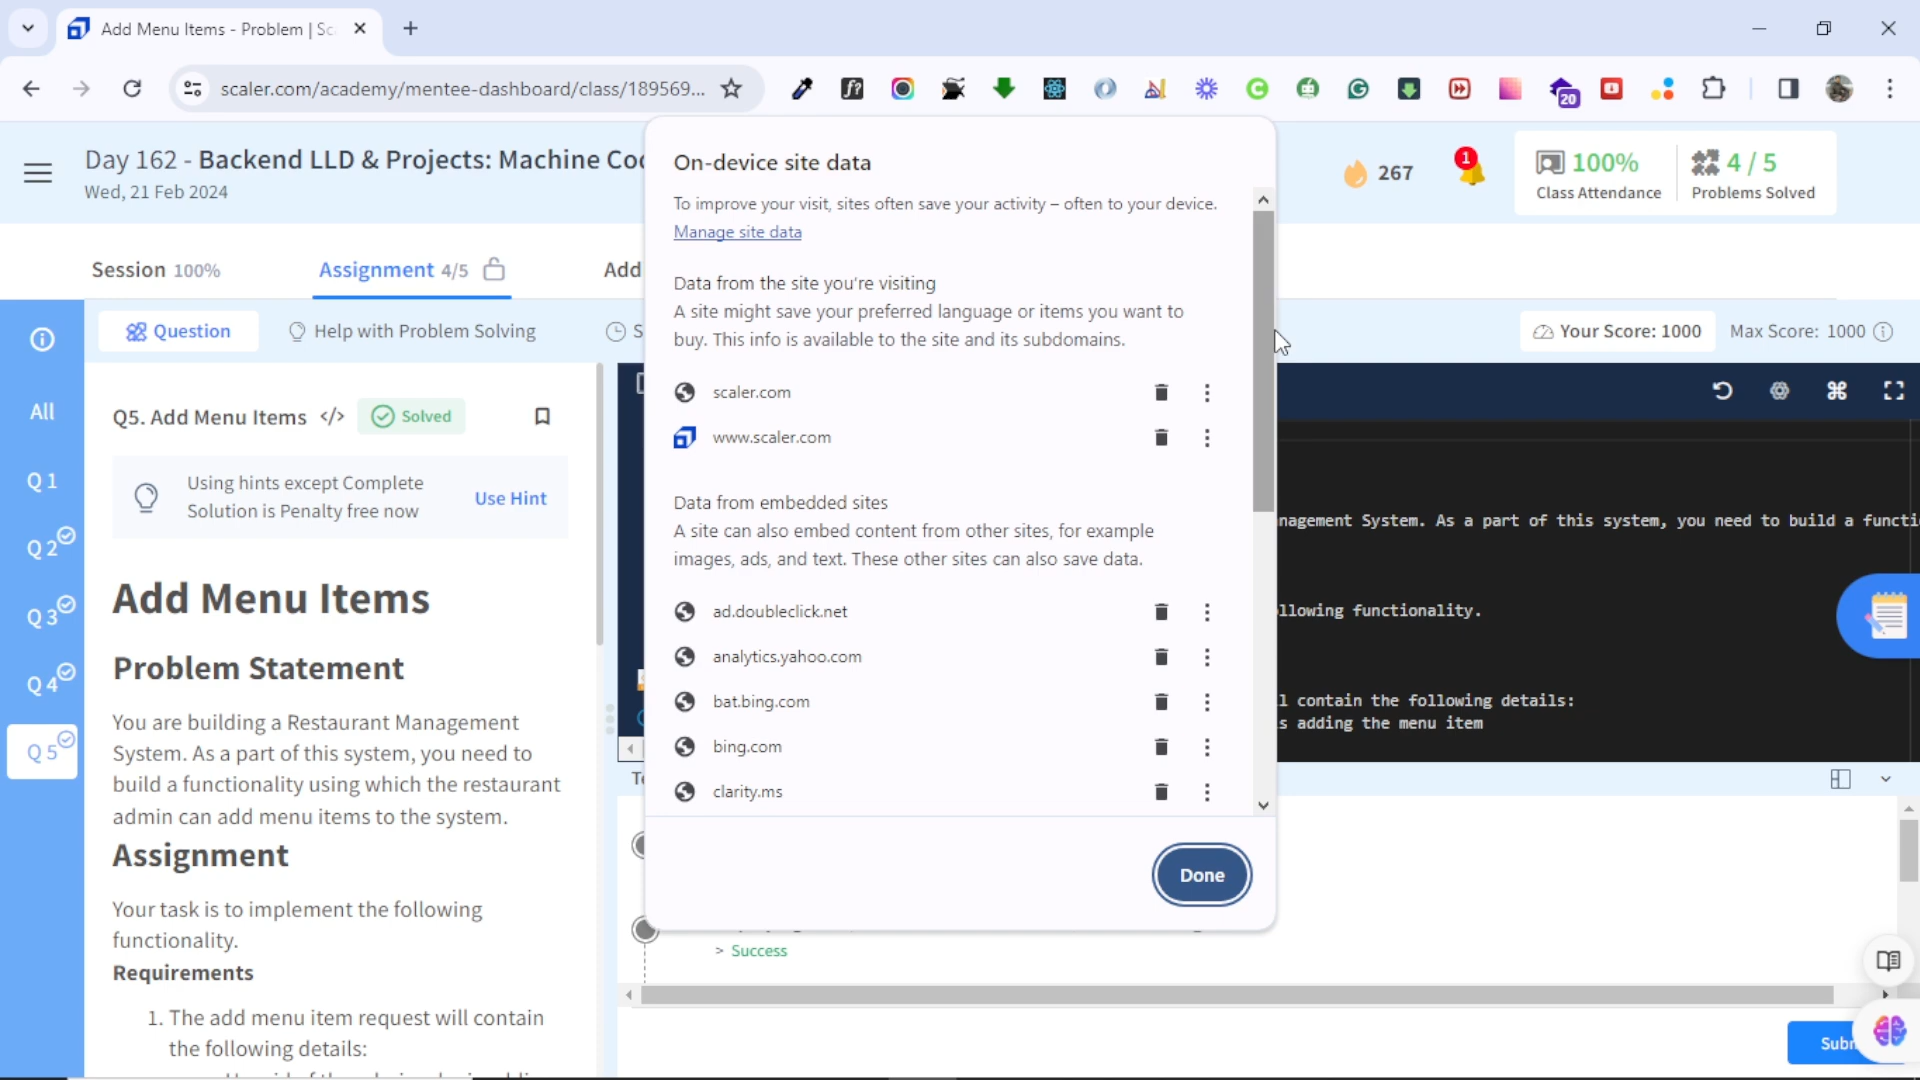 Add Menu Items - Problem | Sc
scaler.com/academy/mentee-dashboard/class/189569...
20
Day 162 - Backend LLD & Projects: Machine Coo
Wed, 21 Feb 2024
267
1
100%
Class Attendance
4 / 5
Problems Solved
Session 100%
Assignment 4/5
Add
Question
Help with Problem Solving
S
Your Score: 1000
Max Score: 1000
All
Q1
Q2
Q3
Q4
Q5
Q5. Add Menu Items </>
Solved
Using hints except Complete
Solution is Penalty free now
Use Hint
Add Menu Items
Problem Statement
You are building a Restaurant Management
System. As a part of this system, you need to
build a functionality using which the restaurant
admin can add menu items to the system.
Assignment
Your task is to implement the following
functionality.
Requirements
1. The add menu item request will contain
the following details:
On-device site data
To improve your visit, sites often save your activity – often to your device.
Manage site data
Data from the site you're visiting
A site might save your preferred language or items you want to
buy. This info is available to the site and its subdomains.
scaler.com
www.scaler.com
Data from embedded sites
A site can also embed content from other sites, for example
images, ads, and text. These other sites can also save data.
ad.doubleclick.net
analytics.yahoo.com
bat.bing.com
bing.com
clarity.ms
Done
nagement System. As a part of this system, you need to build a functi
llowing functionality.
l contain the following details:
s adding the menu item
> Success
Subm